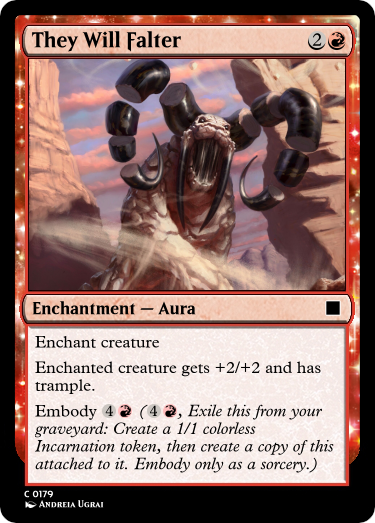 They Will Falter 2
Enchantment — Aura
Enchant creature
Enchanted creature gets +2/+2 and has
trample.
Embody 4 (4, Exile this from your
graveyard: Create a 1/1 colorless
Incarnation token, then create a copy of this
attached to it. Embody only as a sorcery.)
C 0179
Andreia Ugrai